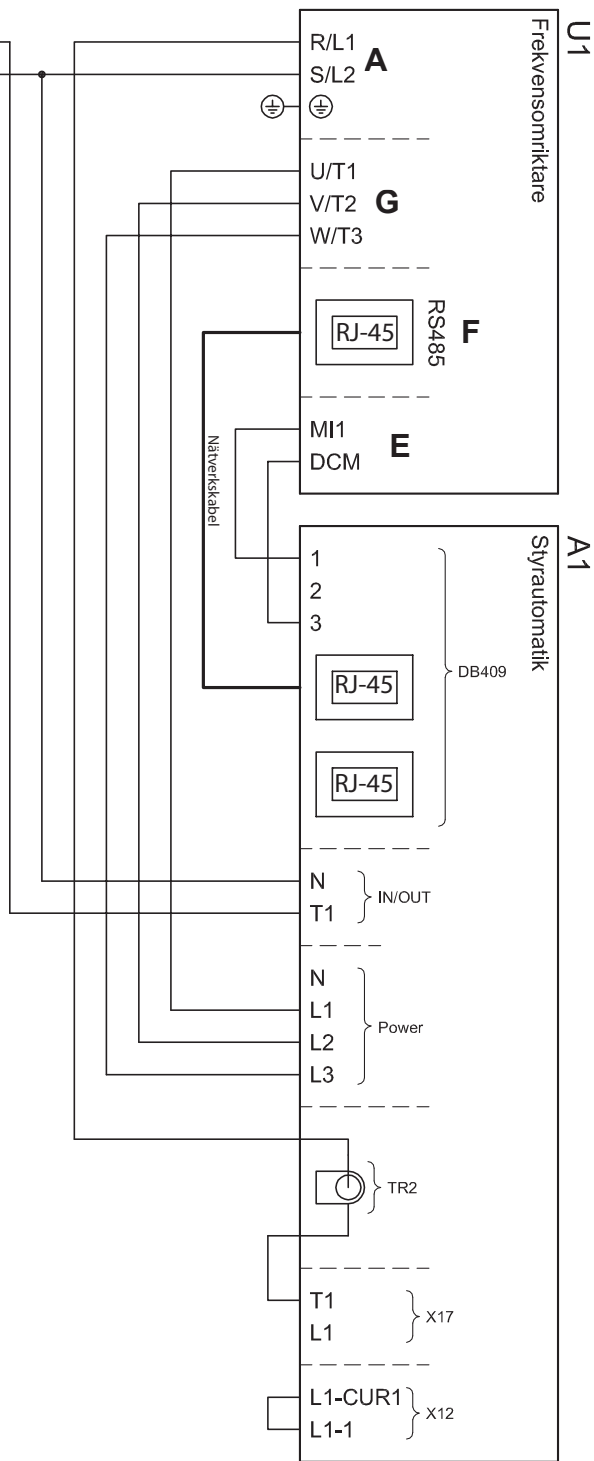 U1
Frekvensomriktare
R/L1
A
S/L2
U/T1
V/T2
G
W/T3
RJ-45
RS485
F
MI1
E
DCM
Nätverkskabel
A1
Styrautomatik
1
2
3
DB409
RJ-45
RJ-45
N
IN/OUT
T1
N
L1
Power
L2
L3
TR2
T1
X17
L1
L1-CUR1
X12
L1-1